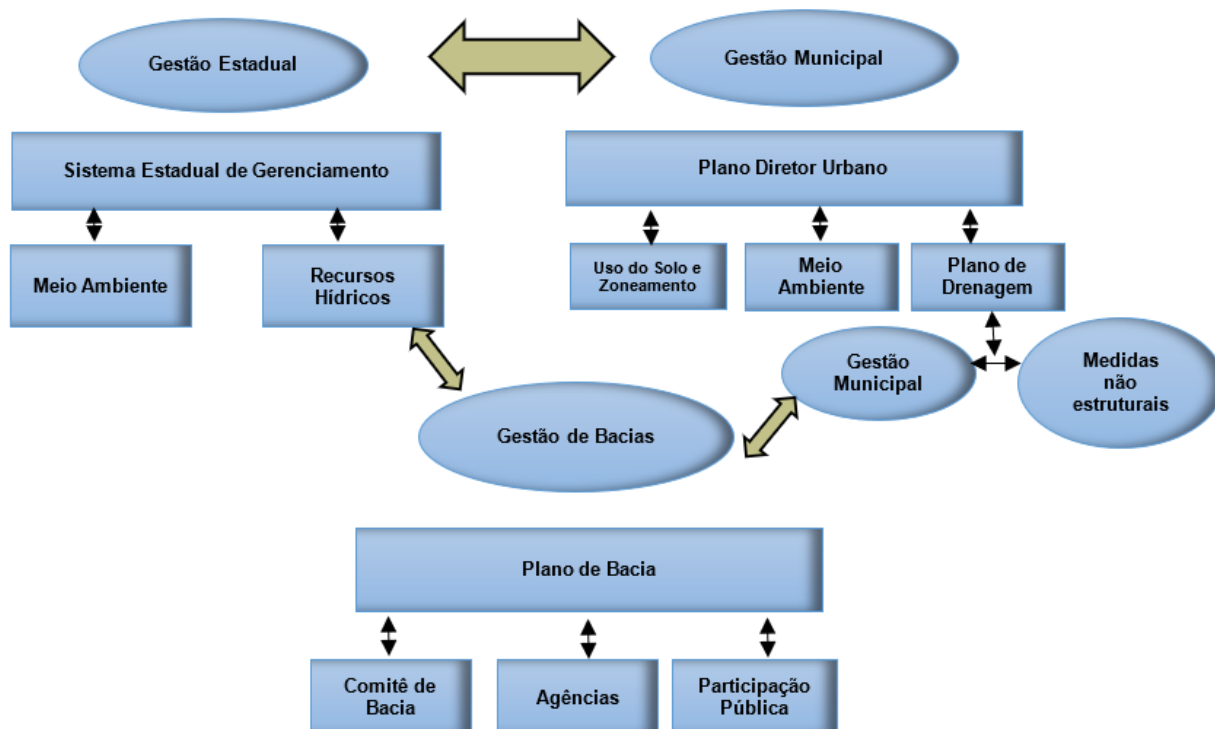 Gestão Estadual
Gestão Municipal
Sistema Estadual de Gerenciamento
Plano Diretor Urbano
Meio Ambiente
Recursos
Hídricos
Uso do Solo e
Zoneamento
Meio
Ambiente
Plano de
Drenagem
Gestão
Municipal
Medidas
não
estruturais
Gestão de Bacias
Plano de Bacia
Comitê de
Bacia
Agências
Participação
Pública